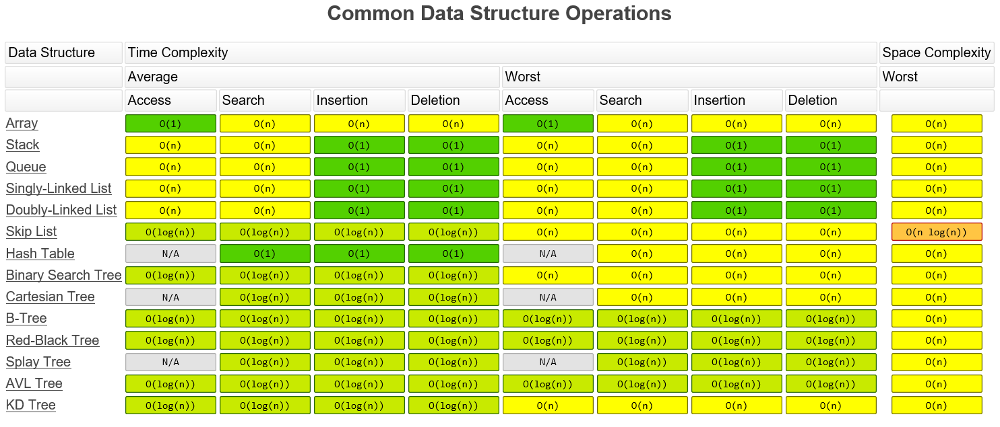 Common Data Structure Operations
Data Structure Time Complexity Space Complexity
Average Worst Worst
Access Search Insertion Deletion Access Search Insertion Deletion
Array O(1) O(n) O(n) O(n) O(1) O(n) O(n) O(n) O(n)
Stack O(n) O(n) O(1) O(1) O(n) O(n) O(1) O(1) O(n)
Queue O(n) O(n) O(1) O(1) O(n) O(n) O(1) O(1) O(n)
Singly-Linked List O(n) O(n) O(1) O(1) O(n) O(n) O(1) O(1) O(n)
Doubly-Linked List O(n) O(n) O(1) O(1) O(n) O(n) O(1) O(1) O(n)
Skip List O(log(n)) O(log(n)) O(log(n)) O(log(n)) O(n) O(n) O(n) O(n) O(n log(n))
Hash Table N/A O(1) O(1) O(1) N/A O(n) O(n) O(n) O(n)
Binary Search Tree O(log(n)) O(log(n)) O(log(n)) O(log(n)) O(n) O(n) O(n) O(n) O(n)
Cartesian Tree N/A O(log(n)) O(log(n)) O(log(n)) N/A O(n) O(n) O(n) O(n)
B-Tree O(log(n)) O(log(n)) O(log(n)) O(log(n)) O(log(n)) O(log(n)) O(log(n)) O(log(n)) O(n)
Red-Black Tree O(log(n)) O(log(n)) O(log(n)) O(log(n)) O(log(n)) O(log(n)) O(log(n)) O(log(n)) O(n)
Splay Tree N/A O(log(n)) O(log(n)) O(log(n)) N/A O(log(n)) O(log(n)) O(log(n)) O(n)
AVL Tree O(log(n)) O(log(n)) O(log(n)) O(log(n)) O(log(n)) O(log(n)) O(log(n)) O(log(n)) O(n)
KD Tree O(log(n)) O(log(n)) O(log(n)) O(log(n)) O(n) O(n) O(n) O(n) O(n)